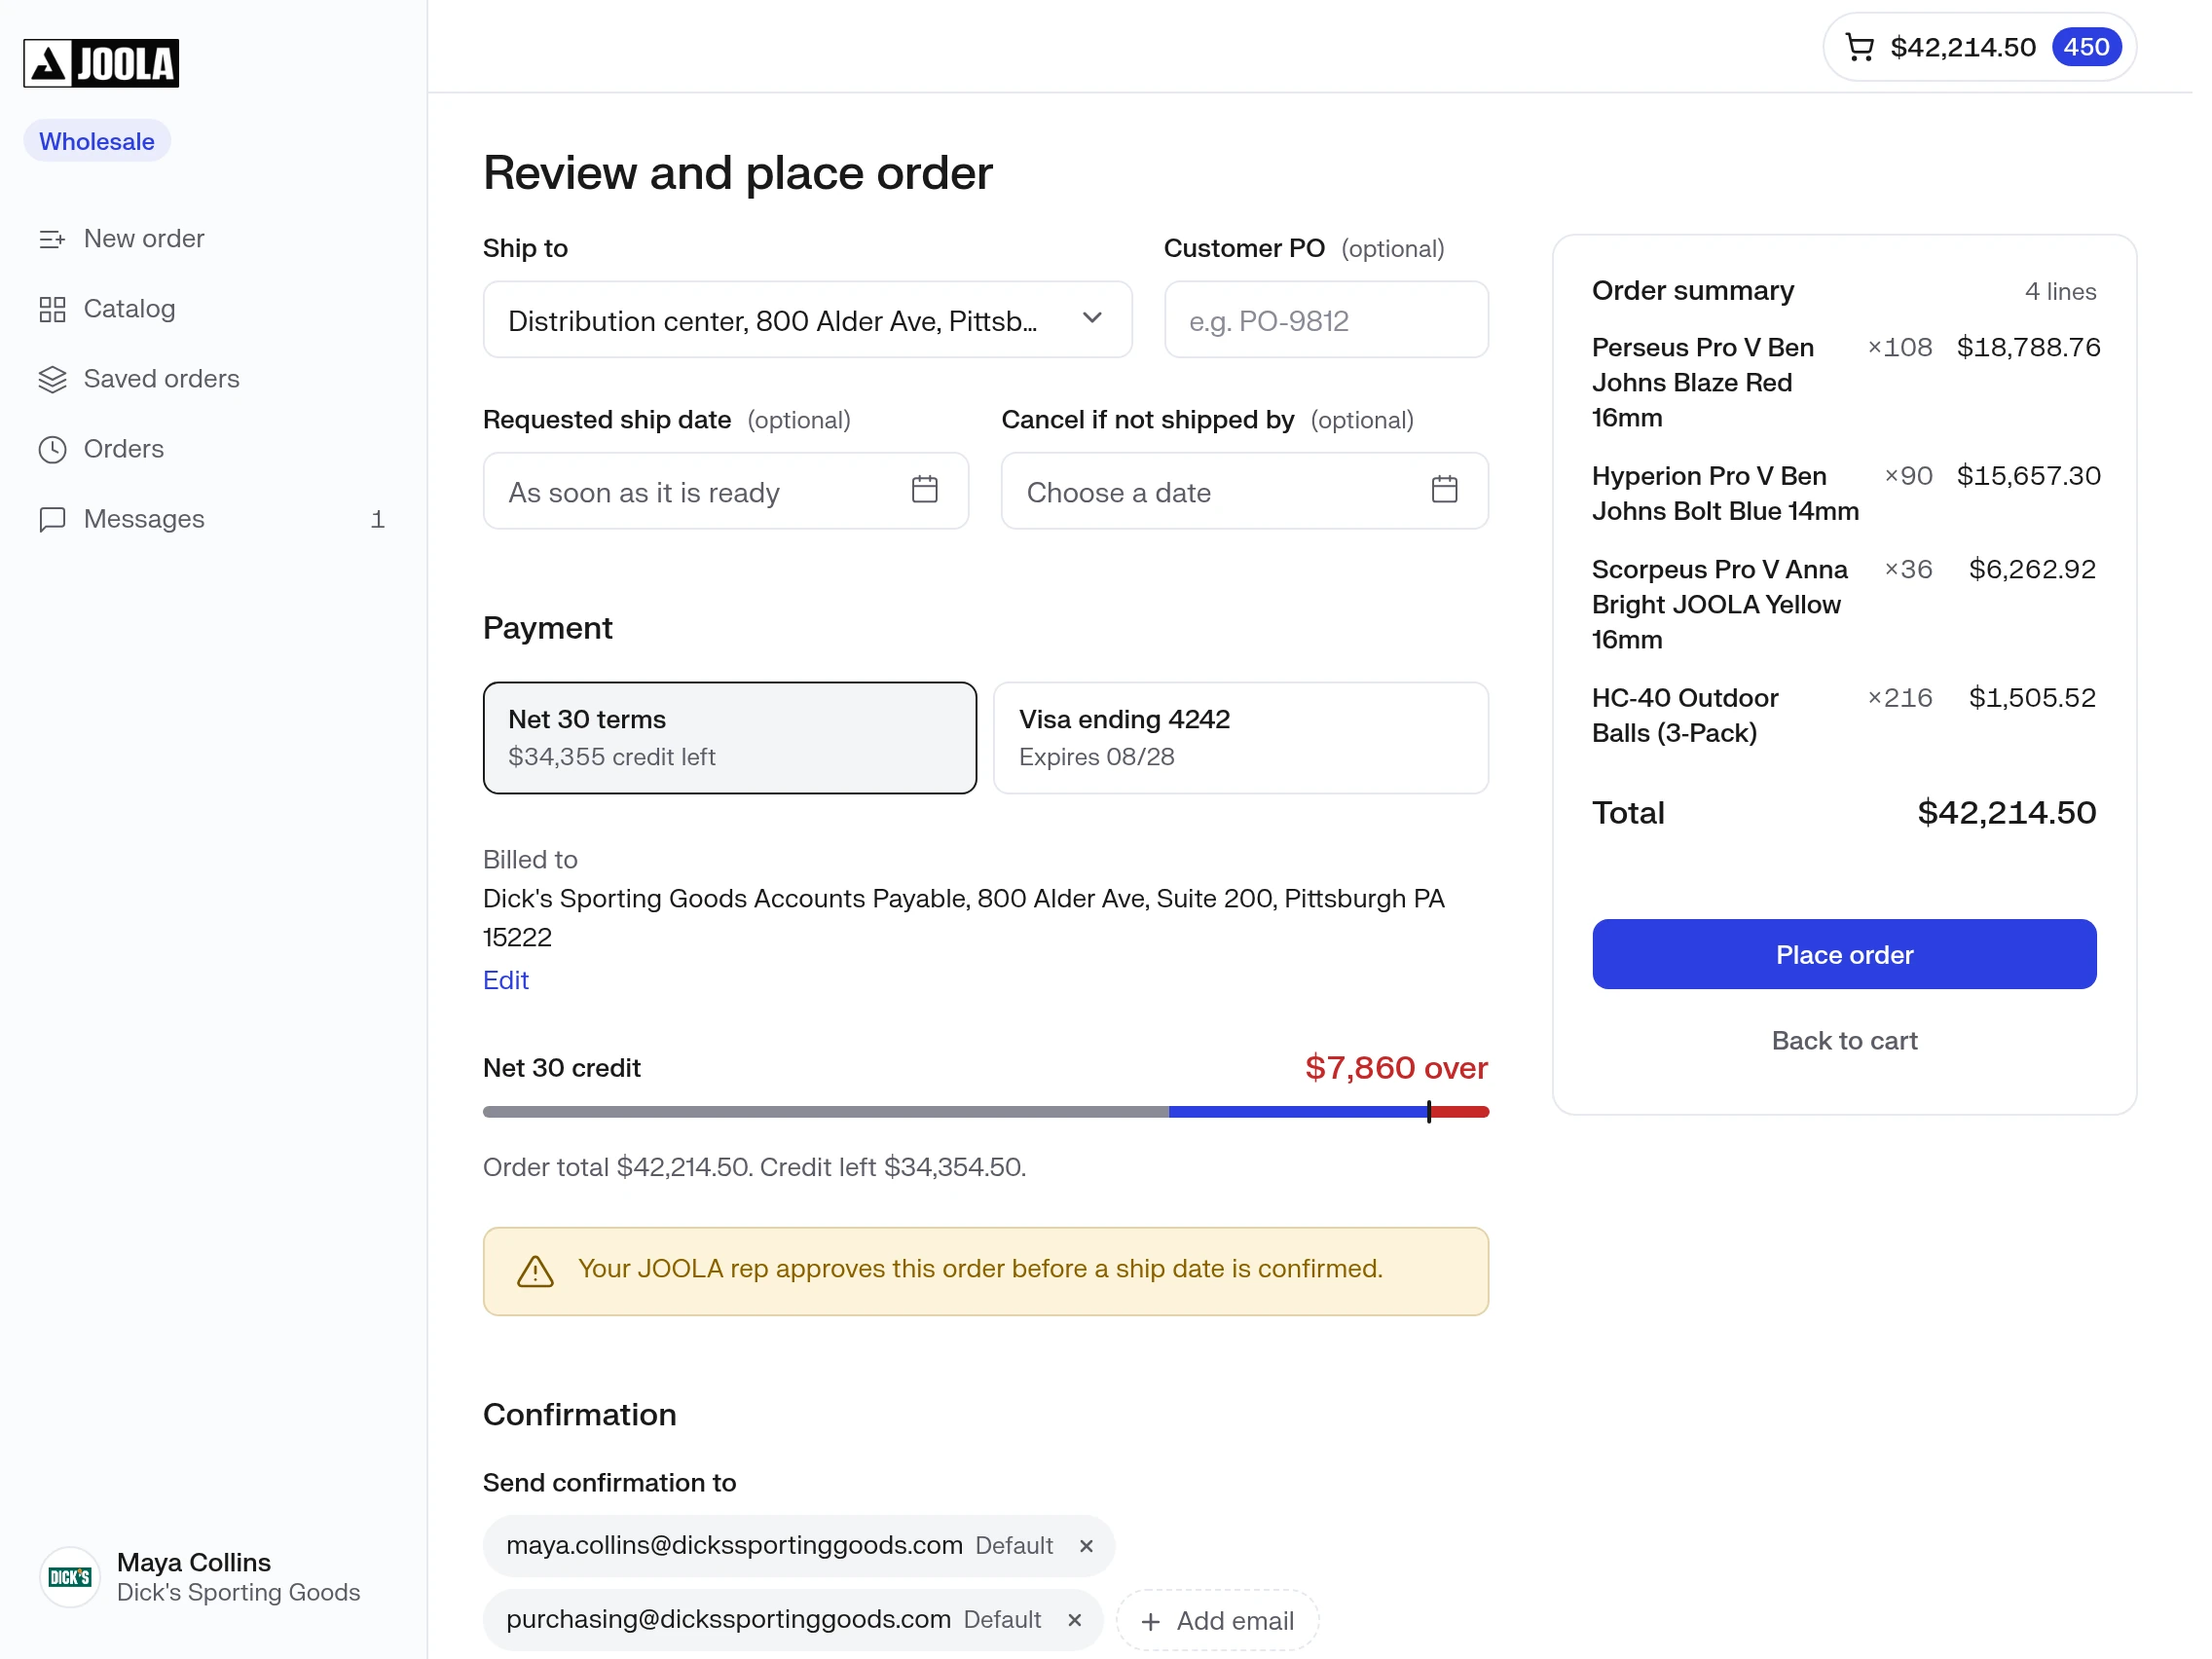 JOOLA
Wholesale
New order
Catalog
Saved orders
Orders
Messages 1
DICK'S
Maya Collins
Dick's Sporting Goods
$42,214.50 450
Review and place order
Ship to
Distribution center, 800 Alder Ave, Pittsb...
Customer PO (optional)
e.g. PO-9812
Requested ship date (optional)
As soon as it is ready
Cancel if not shipped by (optional)
Choose a date
Payment
Net 30 terms
$34,355 credit left
Visa ending 4242
Expires 08/28
Billed to
Dick's Sporting Goods Accounts Payable, 800 Alder Ave, Suite 200, Pittsburgh PA
15222
Edit
Net 30 credit $7,860 over
Order total $42,214.50. Credit left $34,354.50.
Your JOOLA rep approves this order before a ship date is confirmed.
Confirmation
Send confirmation to
maya.collins@dickssportinggoods.com Default ×
purchasing@dickssportinggoods.com Default ×
+ Add email
Order summary 4 lines
Perseus Pro V Ben ×108 $18,788.76
Johns Blaze Red
16mm
Hyperion Pro V Ben ×90 $15,657.30
Johns Bolt Blue 14mm
Scorpeus Pro V Anna ×36 $6,262.92
Bright JOOLA Yellow
16mm
HC-40 Outdoor ×216 $1,505.52
Balls (3-Pack)
Total $42,214.50
Place order
Back to cart